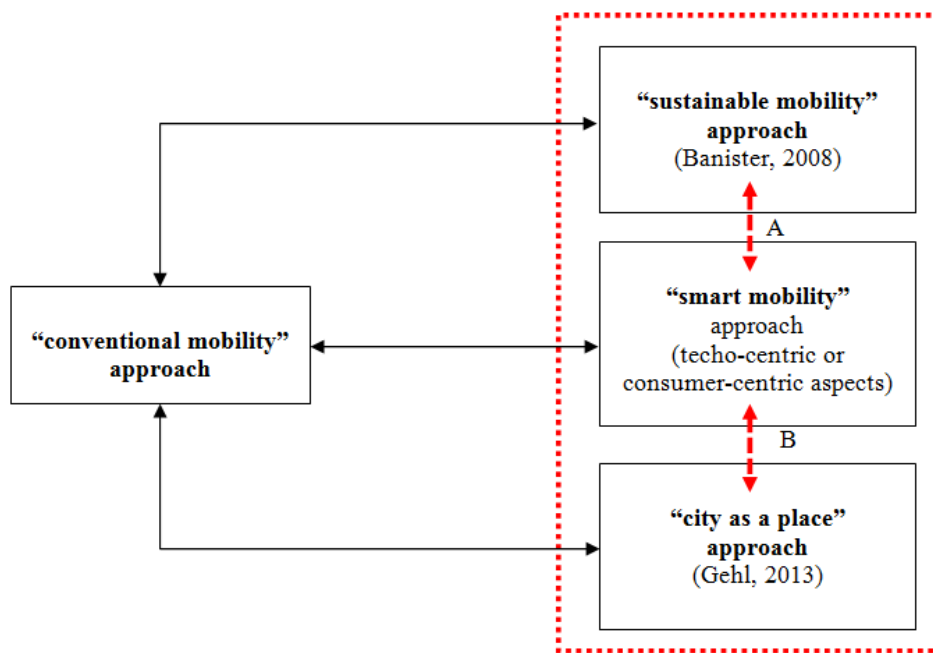 “sustainable mobility”
approach
(Banister, 2008)
A
“smart mobility”
approach
(techo-centric or
consumer-centric aspects)
“conventional mobility”
approach
B
“city as a place”
approach
(Gehl, 2013)